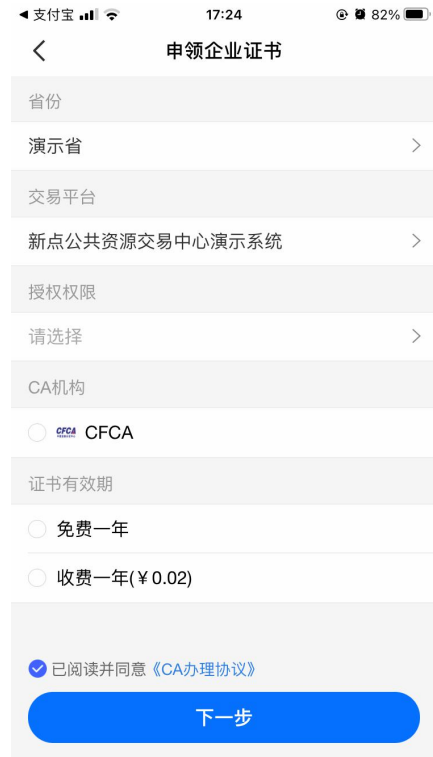 支付宝 17:24 82%
申领企业证书
省份
演示省
交易平台
新点公共资源交易中心演示系统
授权权限
请选择
CA机构
CFCA CFCA
证书有效期
免费一年
收费一年(￥0.02)
已阅读并同意《CA办理协议》
下一步